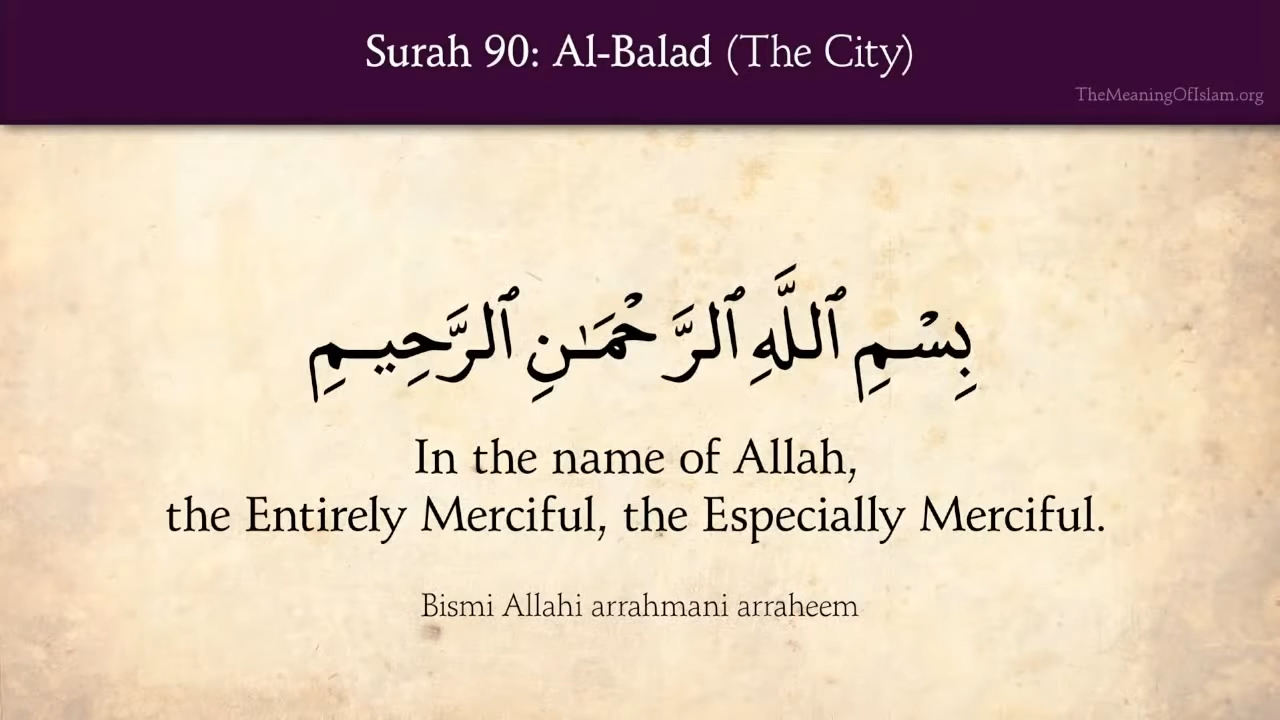 Surah 90: Al-Balad (The City)
TheMeaningOfIslam.org
بِسْمِ ٱللَّهِ ٱلرَّحْمَـٰنِ ٱلرَّحِيمِ
In the name of Allah,
the Entirely Merciful, the Especially Merciful.
Bismi Allahi arrahmani arraheem